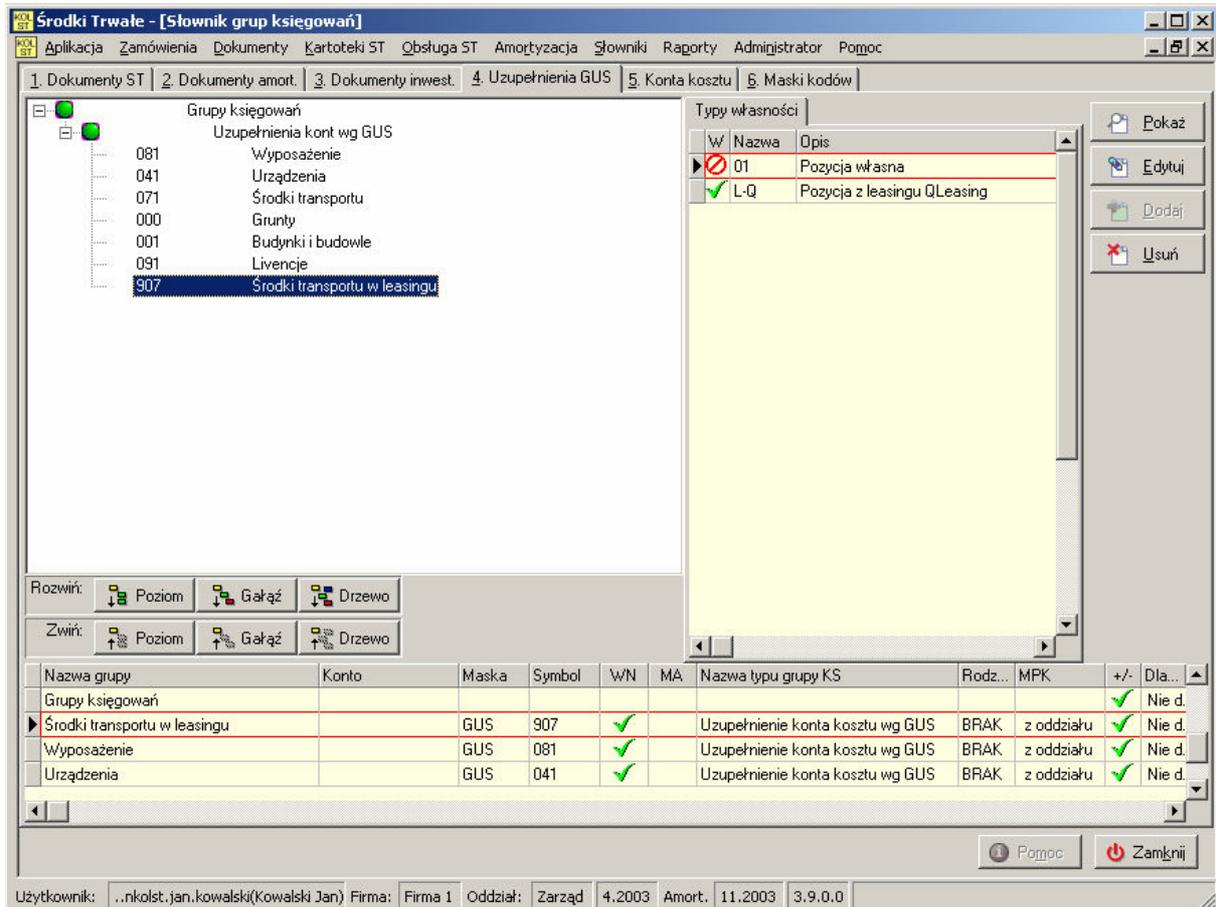 KOL ST Środki Trwałe - [Słownik grup księgowań]
KOL ST Aplikacja Zamówienia Dokumenty Kartoteki ST Obsługa ST Amortyzacja Słowniki Raporty Administrator Pomoc
1. Dokumenty ST 2. Dokumenty amort. 3. Dokumenty inwest. 4. Uzupełnienia GUS 5. Konta kosztu 6. Maski kodów
Grupy księgowań
Uzupełnienia kont wg GUS
081 Wyposażenie
041 Urządzenia
071 Środki transportu
000 Grunty
001 Budynki i budowle
091 Livencje
907 Środki transportu w leasingu
Typy własności
W Nazwa Opis
01 Pozycja własna
L-Q Pozycja z leasingu QLeasing
Pokaż
Edytuj
Dodaj
Usuń
Rozwiń: Poziom Gałąź Drzewo
Zwiń: Poziom Gałąź Drzewo
Nazwa grupy Konto Maska Symbol WN MA Nazwa typu grupy KS Rodz... MPK +/- Dla...
Grupy księgowań Nie d.
Środki transportu w leasingu GUS 907 Uzupełnienie konta kosztu wg GUS BRAK z oddziału Nie d.
Wyposażenie GUS 081 Uzupełnienie konta kosztu wg GUS BRAK z oddziału Nie d.
Urządzenia GUS 041 Uzupełnienie konta kosztu wg GUS BRAK z oddziału Nie d.
Pomoc Zamknij
Użytkownik: ..nkolst.jan.kowalski(Kowalski Jan) Firma: Firma 1 Oddział: Zarząd 4.2003 Amort. 11.2003 3.9.0.0